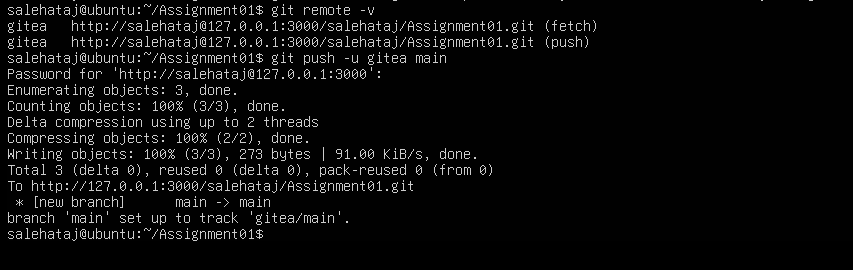 salehataj@ubuntu:~/Assignment01$ git remote -v
gitea   http://salehataj@127.0.0.1:3000/salehataj/Assignment01.git (fetch)
gitea   http://salehataj@127.0.0.1:3000/salehataj/Assignment01.git (push)
salehataj@ubuntu:~/Assignment01$ git push -u gitea main
Password for 'http://salehataj@127.0.0.1:3000':
Enumerating objects: 3, done.
Counting objects: 100% (3/3), done.
Delta compression using up to 2 threads
Compressing objects: 100% (2/2), done.
Writing objects: 100% (3/3), 273 bytes | 91.00 KiB/s, done.
Total 3 (delta 0), reused 0 (delta 0), pack-reused 0 (from 0)
To http://127.0.0.1:3000/salehataj/Assignment01.git
 * [new branch]      main -> main
branch 'main' set up to track 'gitea/main'.
salehataj@ubuntu:~/Assignment01$